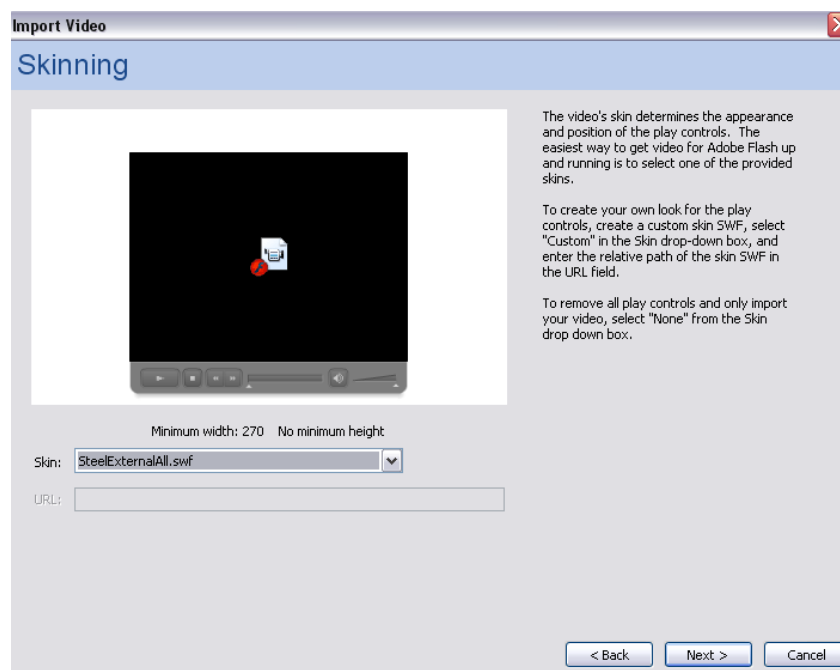 Import Video
Skinning
The video's skin determines the appearance
and position of the play controls.  The
easiest way to get video for Adobe Flash up
and running is to select one of the provided
skins.
To create your own look for the play
controls, create a custom skin SWF, select
"Custom" in the Skin drop-down box, and
enter the relative path of the skin SWF in
the URL field.
To remove all play controls and only import
your video, select "None" from the Skin
drop down box.
Minimum width: 270    No minimum height
Skin: SteelExternalAll.swf
URL:
< Back    Next >    Cancel